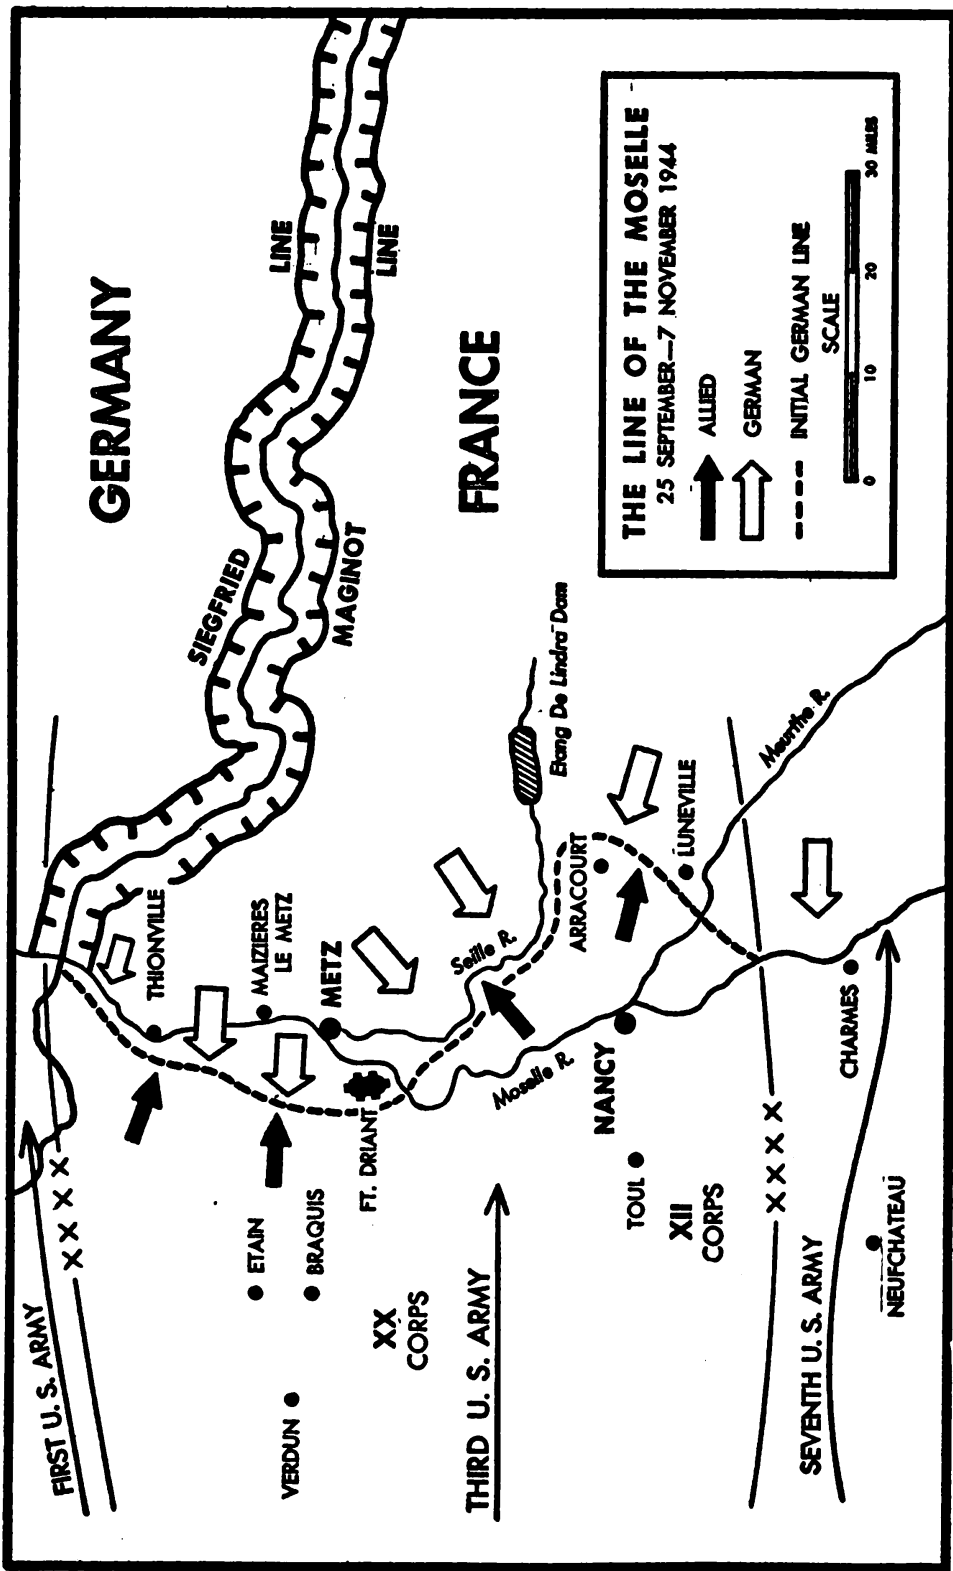 GERMANY
SIEGFRIED
LINE
MAGINOT
LINE
FRANCE
FIRST U. S. ARMY
XXXX
THIONVILLE
MAIZIERES
LE METZ
METZ
ETAIN
BRAQUIS
VERDUN
FT. DRIANT
XX
CORPS
THIRD U. S. ARMY
Seille R.
Etang De Lindra Dam
Moselle R.
ARRACOURT
NANCY
TOUL
XII
CORPS
LUNEVILLE
Meurthe R.
XXXX
SEVENTH U. S. ARMY
CHARMES
NEUFCHATEAU
THE LINE OF THE MOSELLE
25 SEPTEMBER—7 NOVEMBER 1944
ALLIED
GERMAN
INITIAL GERMAN LINE
SCALE
0 10 20 30 MILES